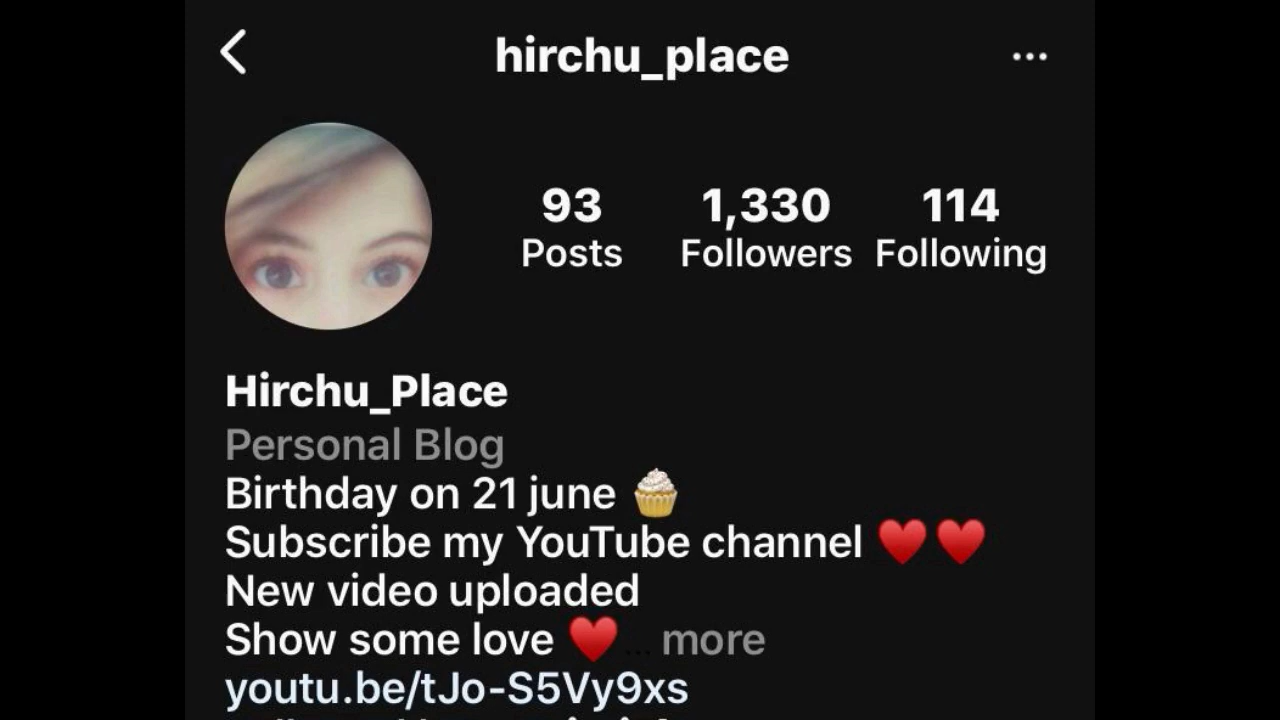 hirchu_place
93 1,330 114
Posts Followers Following
Hirchu_Place
Personal Blog
Birthday on 21 june 🧁
Subscribe my YouTube channel ♥️♥️
New video uploaded
Show some love ♥️... more
youtu.be/tJo-S5Vy9xs